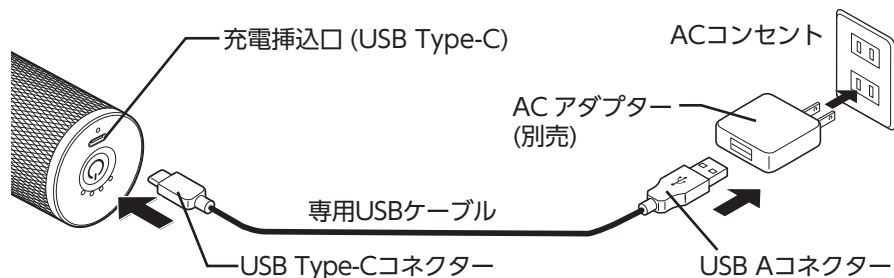 充電挿込口 (USB Type-C)
ACコンセント
AC アダプター
(別売)
専用USBケーブル
USB Type-Cコネクター
USB Aコネクター